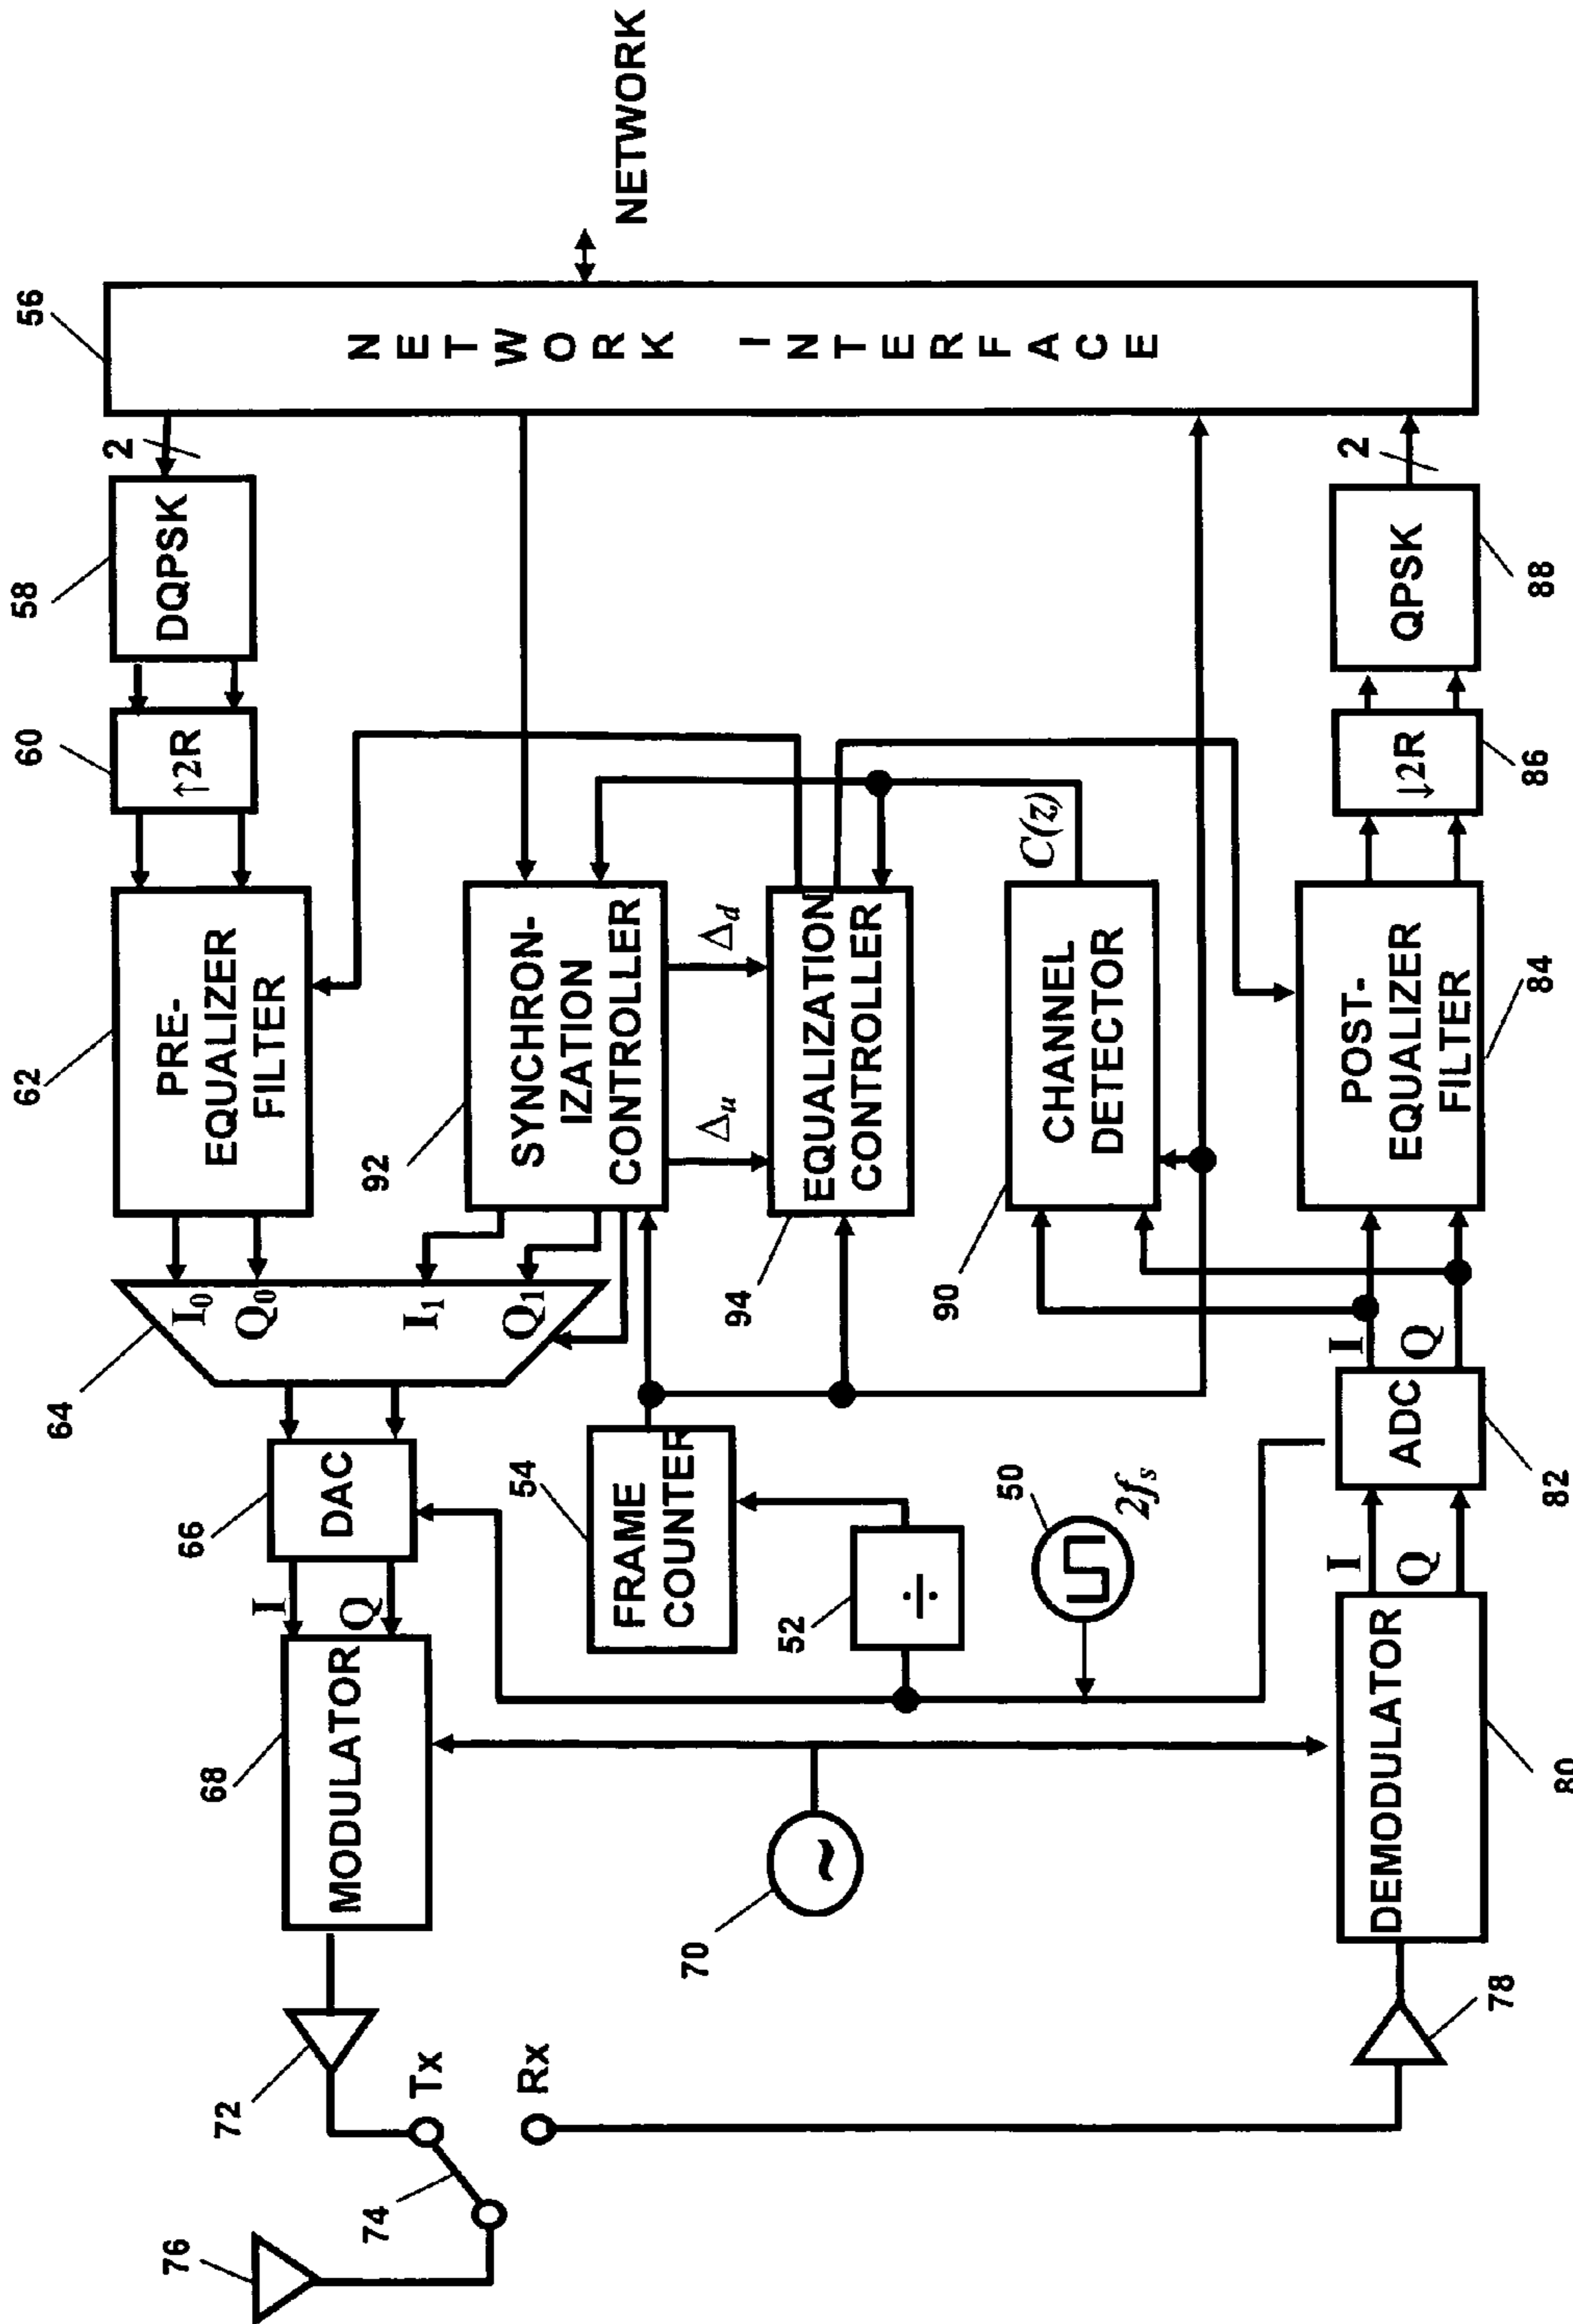 76
74
72
Tx
Rx
78
68
MODULATOR
70
~
DEMODULATOR
80
I
Q
66
DAC
54
FRAME
COUNTER
52
÷
50
2fs
I
Q
ADC
82
I
Q
64
I0
Q0
I1
Q1
62
PRE-
EQUALIZER
FILTER
92
SYNCHRON-
IZATION
CONTROLLER
Δu
Δd
94
EQUALIZATION
CONTROLLER
90
CHANNEL
DETECTOR
C(z)
POST-
EQUALIZER
FILTER
84
60
↑2R
↓2R
86
58
DQPSK
QPSK
88
2
2
56
NETWORK INTERFACE
NETWORK